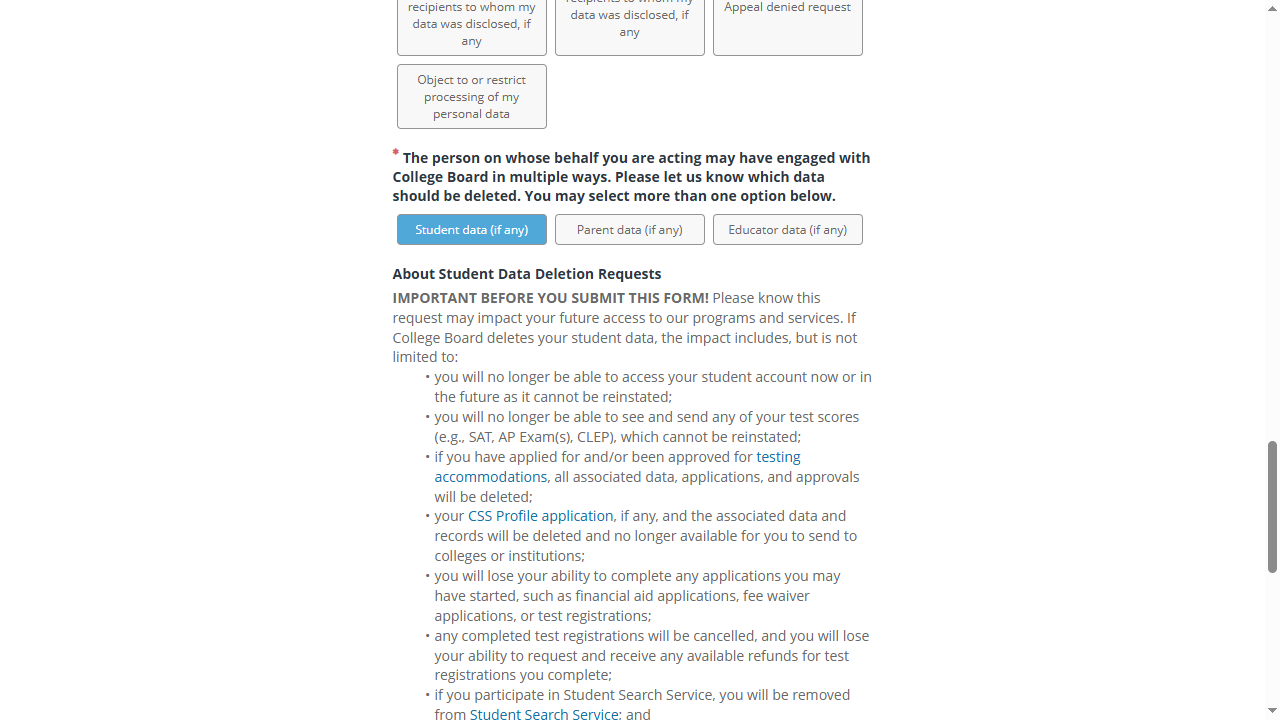 recipients to whom my
data was disclosed, if
any
recipients to whom my
data was disclosed, if
any
Appeal denied request
Object to or restrict
processing of my
personal data
* The person on whose behalf you are acting may have engaged with
College Board in multiple ways. Please let us know which data
should be deleted. You may select more than one option below.
Student data (if any)
Parent data (if any)
Educator data (if any)
About Student Data Deletion Requests
IMPORTANT BEFORE YOU SUBMIT THIS FORM! Please know this
request may impact your future access to our programs and services. If
College Board deletes your student data, the impact includes, but is not
limited to:
• you will no longer be able to access your student account now or in
the future as it cannot be reinstated;
• you will no longer be able to see and send any of your test scores
(e.g., SAT, AP Exam(s), CLEP), which cannot be reinstated;
• if you have applied for and/or been approved for testing
accommodations, all associated data, applications, and approvals
will be deleted;
• your CSS Profile application, if any, and the associated data and
records will be deleted and no longer available for you to send to
colleges or institutions;
• you will lose your ability to complete any applications you may
have started, such as financial aid applications, fee waiver
applications, or test registrations;
• any completed test registrations will be cancelled, and you will lose
your ability to request and receive any available refunds for test
registrations you complete;
• if you participate in Student Search Service, you will be removed
from Student Search Service; and